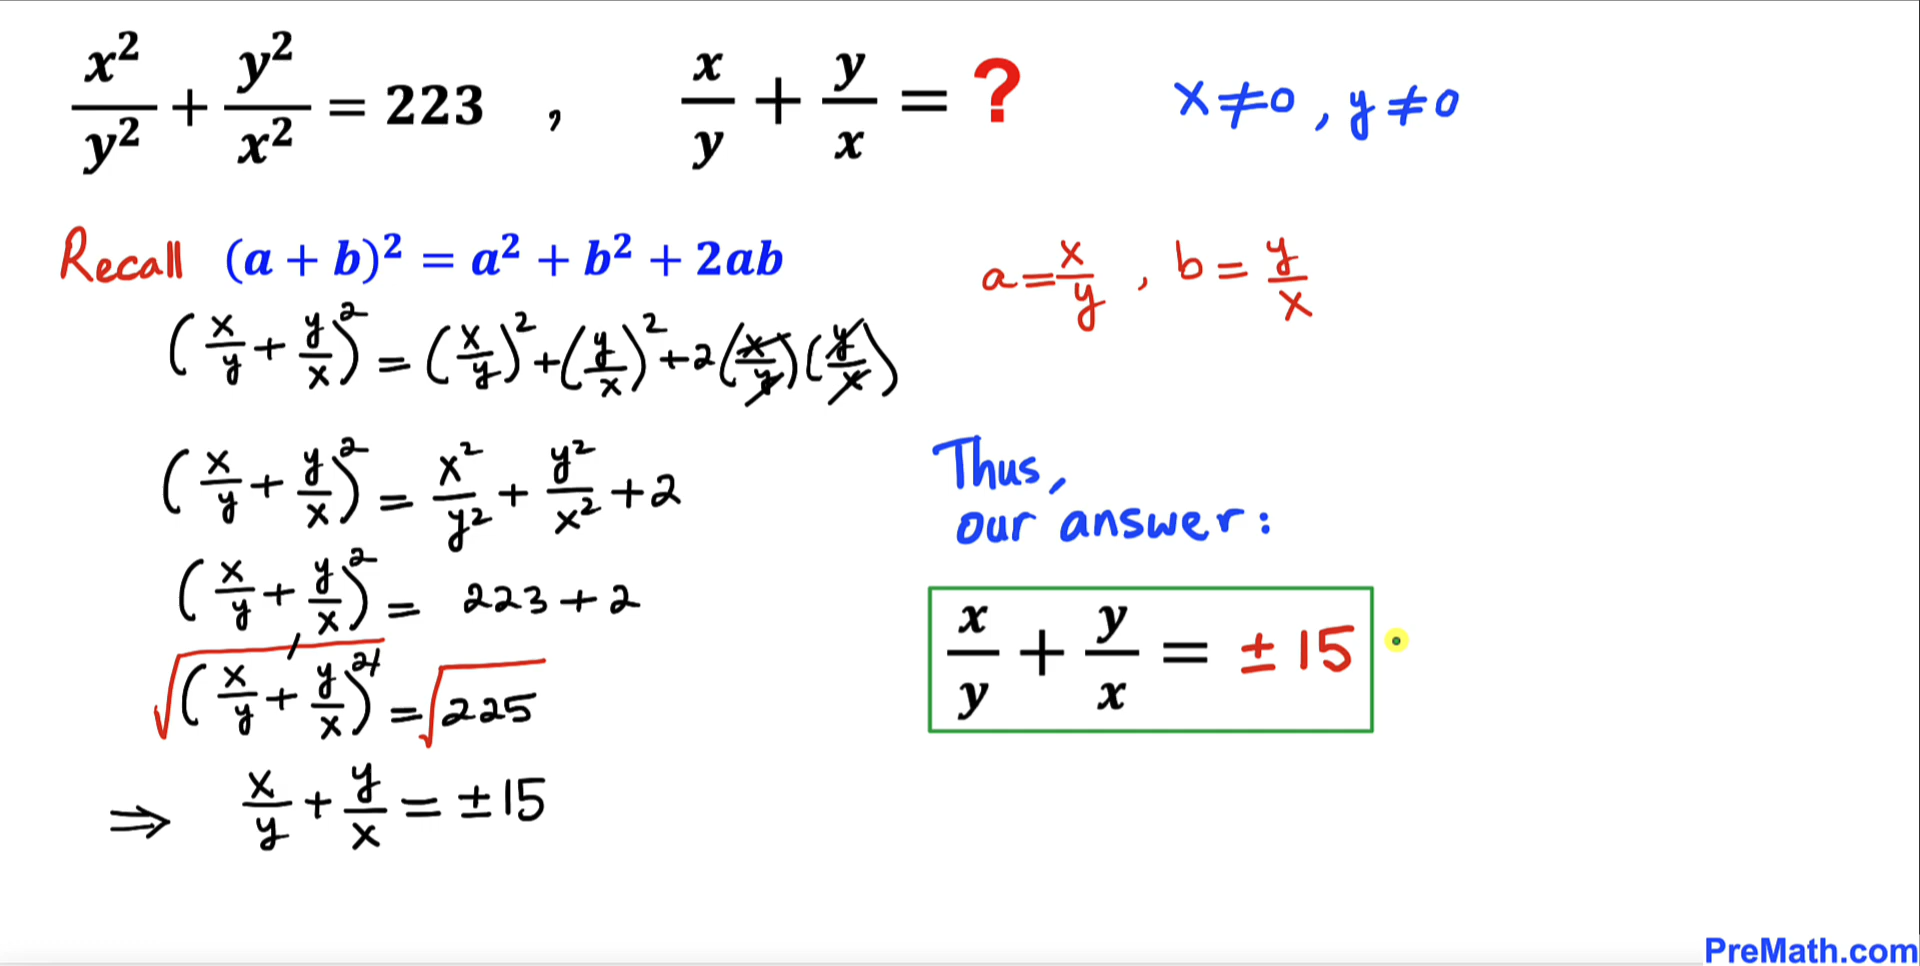 x²/y² + y²/x² = 223 , x/y + y/x = ? x ≠ 0 , y ≠ 0
Recall (a + b)² = a² + b² + 2ab a = x/y , b = y/x
(x/y + y/x)² = (x/y)² + (y/x)² + 2(x/y)(y/x)
(x/y + y/x)² = x²/y² + y²/x² + 2
(x/y + y/x)² = 223 + 2
√(x/y + y/x)² = √225
⇒ x/y + y/x = ±15
Thus,
our answer:
x/y + y/x = ± 15
PreMath.com